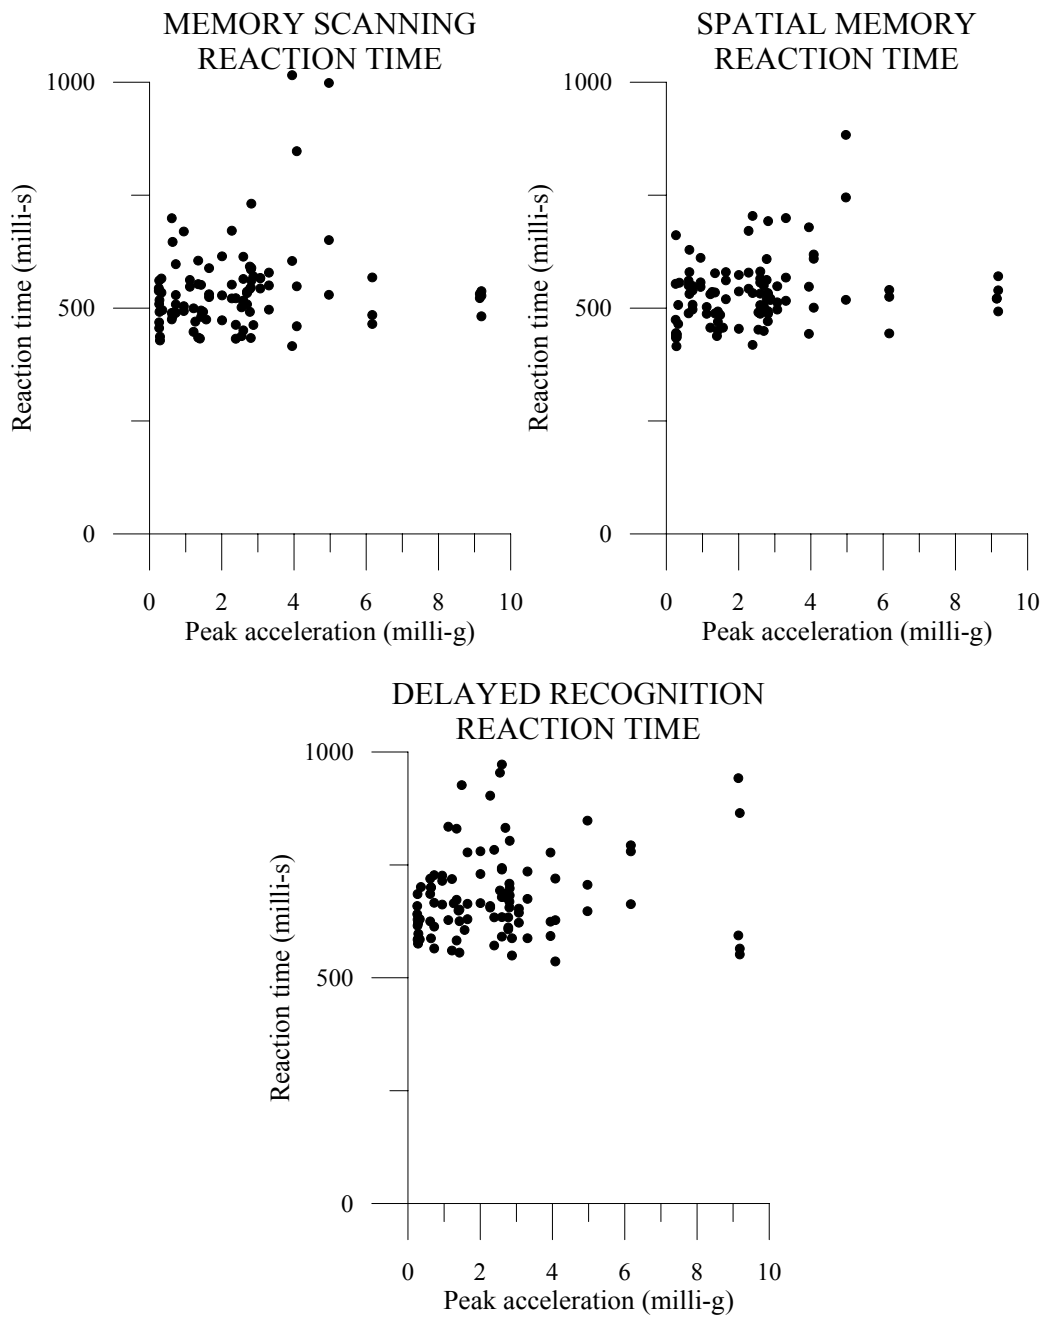 MEMORY SCANNING
REACTION TIME
1000
500
0
Reaction time (milli-s)
0 2 4 6 8 10
Peak acceleration (milli-g)
SPATIAL MEMORY
REACTION TIME
1000
500
0
Reaction time (milli-s)
0 2 4 6 8 10
Peak acceleration (milli-g)
DELAYED RECOGNITION
REACTION TIME
1000
500
0
Reaction time (milli-s)
0 2 4 6 8 10
Peak acceleration (milli-g)